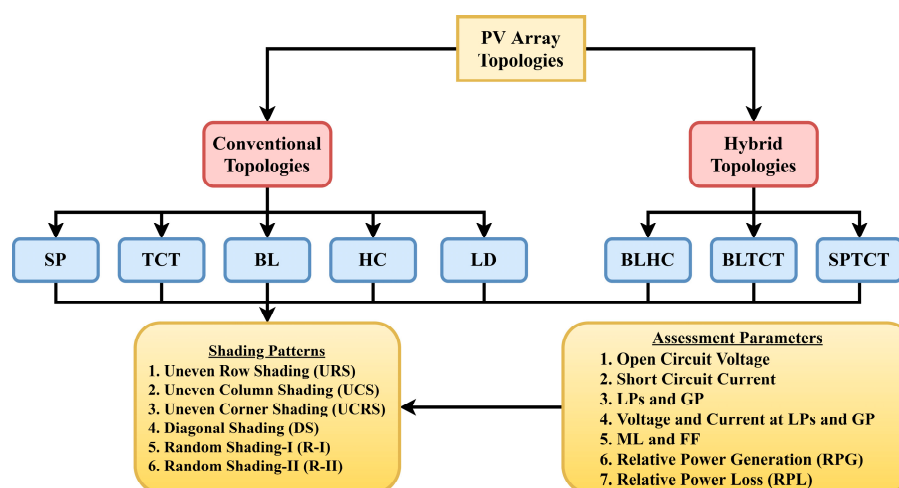 PV Array
Topologies
Conventional
Topologies
Hybrid
Topologies
SP
TCT
BL
HC
LD
BLHC
BLTCT
SPTCT
Shading Patterns
1. Uneven Row Shading (URS)
2. Uneven Column Shading (UCS)
3. Uneven Corner Shading (UCRS)
4. Diagonal Shading (DS)
5. Random Shading-I (R-I)
6. Random Shading-II (R-II)
Assessment Parameters
1. Open Circuit Voltage
2. Short Circuit Current
3. LPs and GP
4. Voltage and Current at LPs and GP
5. ML and FF
6. Relative Power Generation (RPG)
7. Relative Power Loss (RPL)